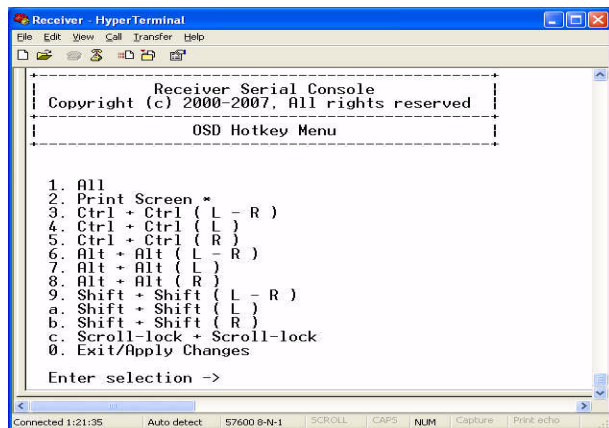 Receiver - HyperTerminal
File Edit View Call Transfer Help
Receiver Serial Console
Copyright (c) 2000-2007, All rights reserved
OSD Hotkey Menu
1. All
2. Print Screen *
3. Ctrl + Ctrl ( L - R )
4. Ctrl + Ctrl ( L )
5. Ctrl + Ctrl ( R )
6. Alt + Alt ( L - R )
7. Alt + Alt ( L )
8. Alt + Alt ( R )
9. Shift + Shift ( L - R )
a. Shift + Shift ( L )
b. Shift + Shift ( R )
c. Scroll-lock + Scroll-lock
0. Exit/Apply Changes
Enter selection ->
Connected 1:21:35 Auto detect 57600 8-N-1 SCROLL CAPS NUM Capture Print echo